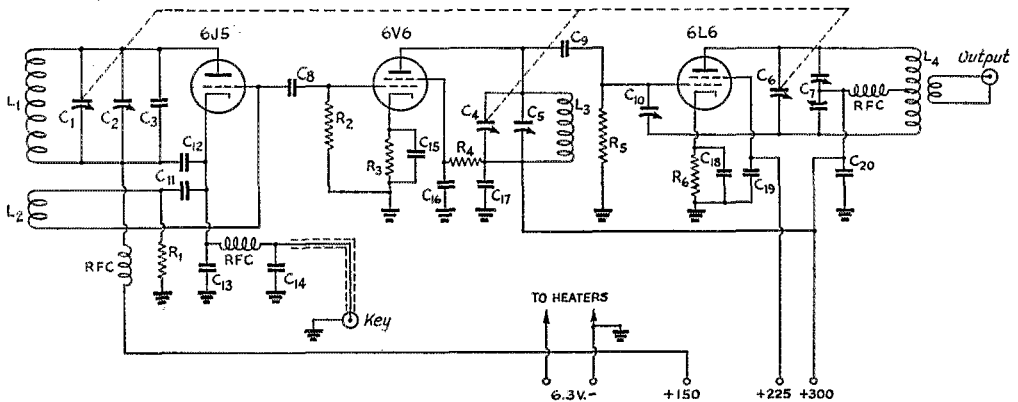 6J5
6V6
6L6
L1
C1
C2
C3
C12
C11
L2
RFC
R1
C13
RFC
C14
Key
C8
R2
R3
C15
C16
R4
C4
C17
C5
L3
C9
R5
C10
R6
C18
C19
C6
C7
RFC
C20
L4
Output
TO HEATERS
6.3V.~
+150
+225
+300